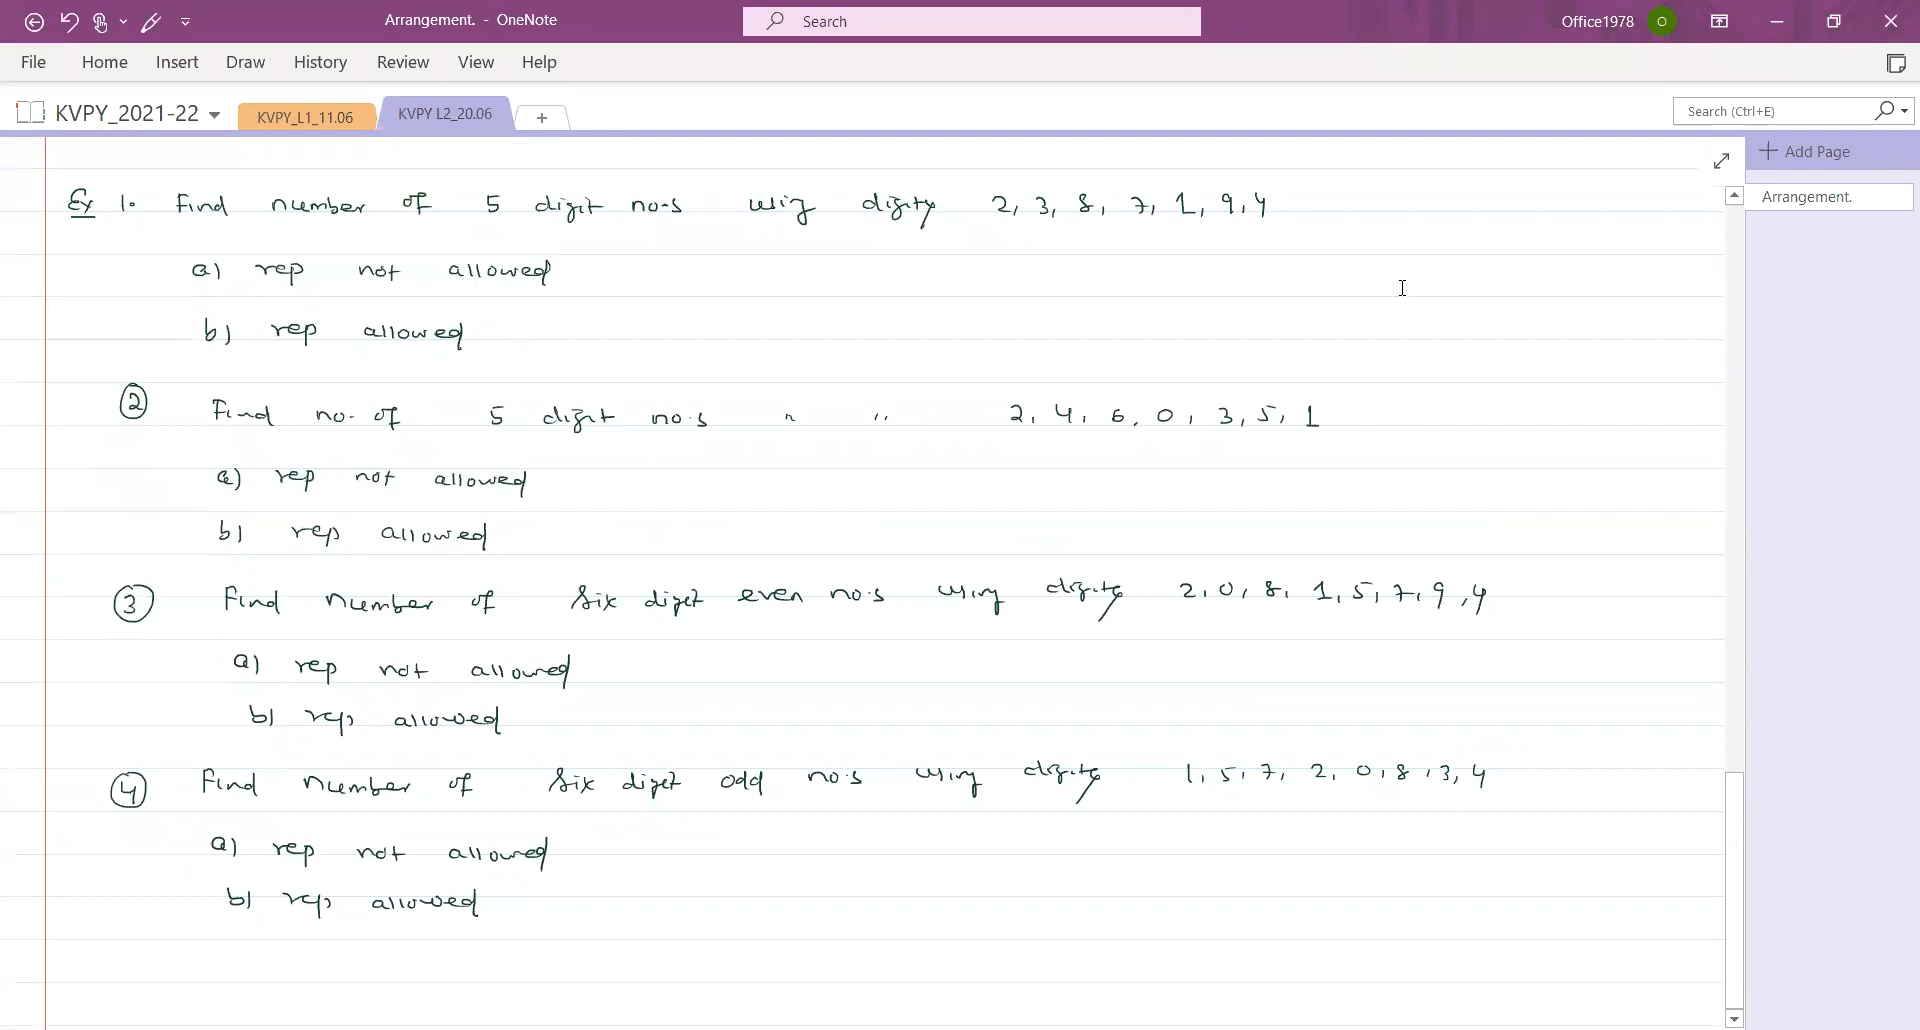 Arrangement. - OneNote
Search
Office1978
O
File Home Insert Draw History Review View Help
KVPY_2021-22
KVPY_L1_11.06
KVPY L2_20.06
+
Search (Ctrl+E)
+ Add Page
Arrangement.
Ex 1. Find number of 5 digit no.s using digits 2, 3, 8, 7, 1, 9, 4
a) rep not allowed
b) rep allowed
② Find no. of 5 digit no.s " " 2, 4, 6, 0, 3, 5, 1
a) rep not allowed
b) rep allowed
③ Find number of six digit even no.s using digits 2, 0, 8, 1, 5, 7, 9, 4
a) rep not allowed
b) rep allowed
④ Find number of six digit odd no.s using digits 1, 5, 7, 2, 0, 8, 3, 4
a) rep not allowed
b) rep allowed